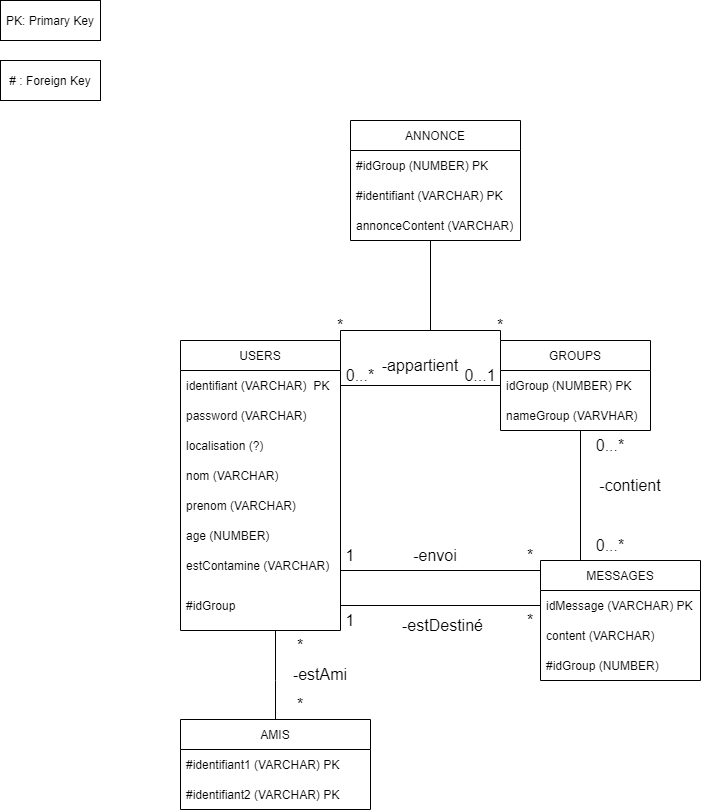 PK: Primary Key
# : Foreign Key
ANNONCE
#idGroup (NUMBER) PK
#identifiant (VARCHAR) PK
annonceContent (VARCHAR)
*
*
USERS
identifiant (VARCHAR) PK
password (VARCHAR)
localisation (?)
nom (VARCHAR)
prenom (VARCHAR)
age (NUMBER)
estContamine (VARCHAR)
#idGroup
-appartient
0...*
0...1
GROUPS
idGroup (NUMBER) PK
nameGroup (VARVHAR)
0...*
-contient
0...*
1
-envoi
*
1
-estDestiné
*
MESSAGES
idMessage (VARCHAR) PK
content (VARCHAR)
#idGroup (NUMBER)
*
-estAmi
*
AMIS
#identifiant1 (VARCHAR) PK
#identifiant2 (VARCHAR) PK